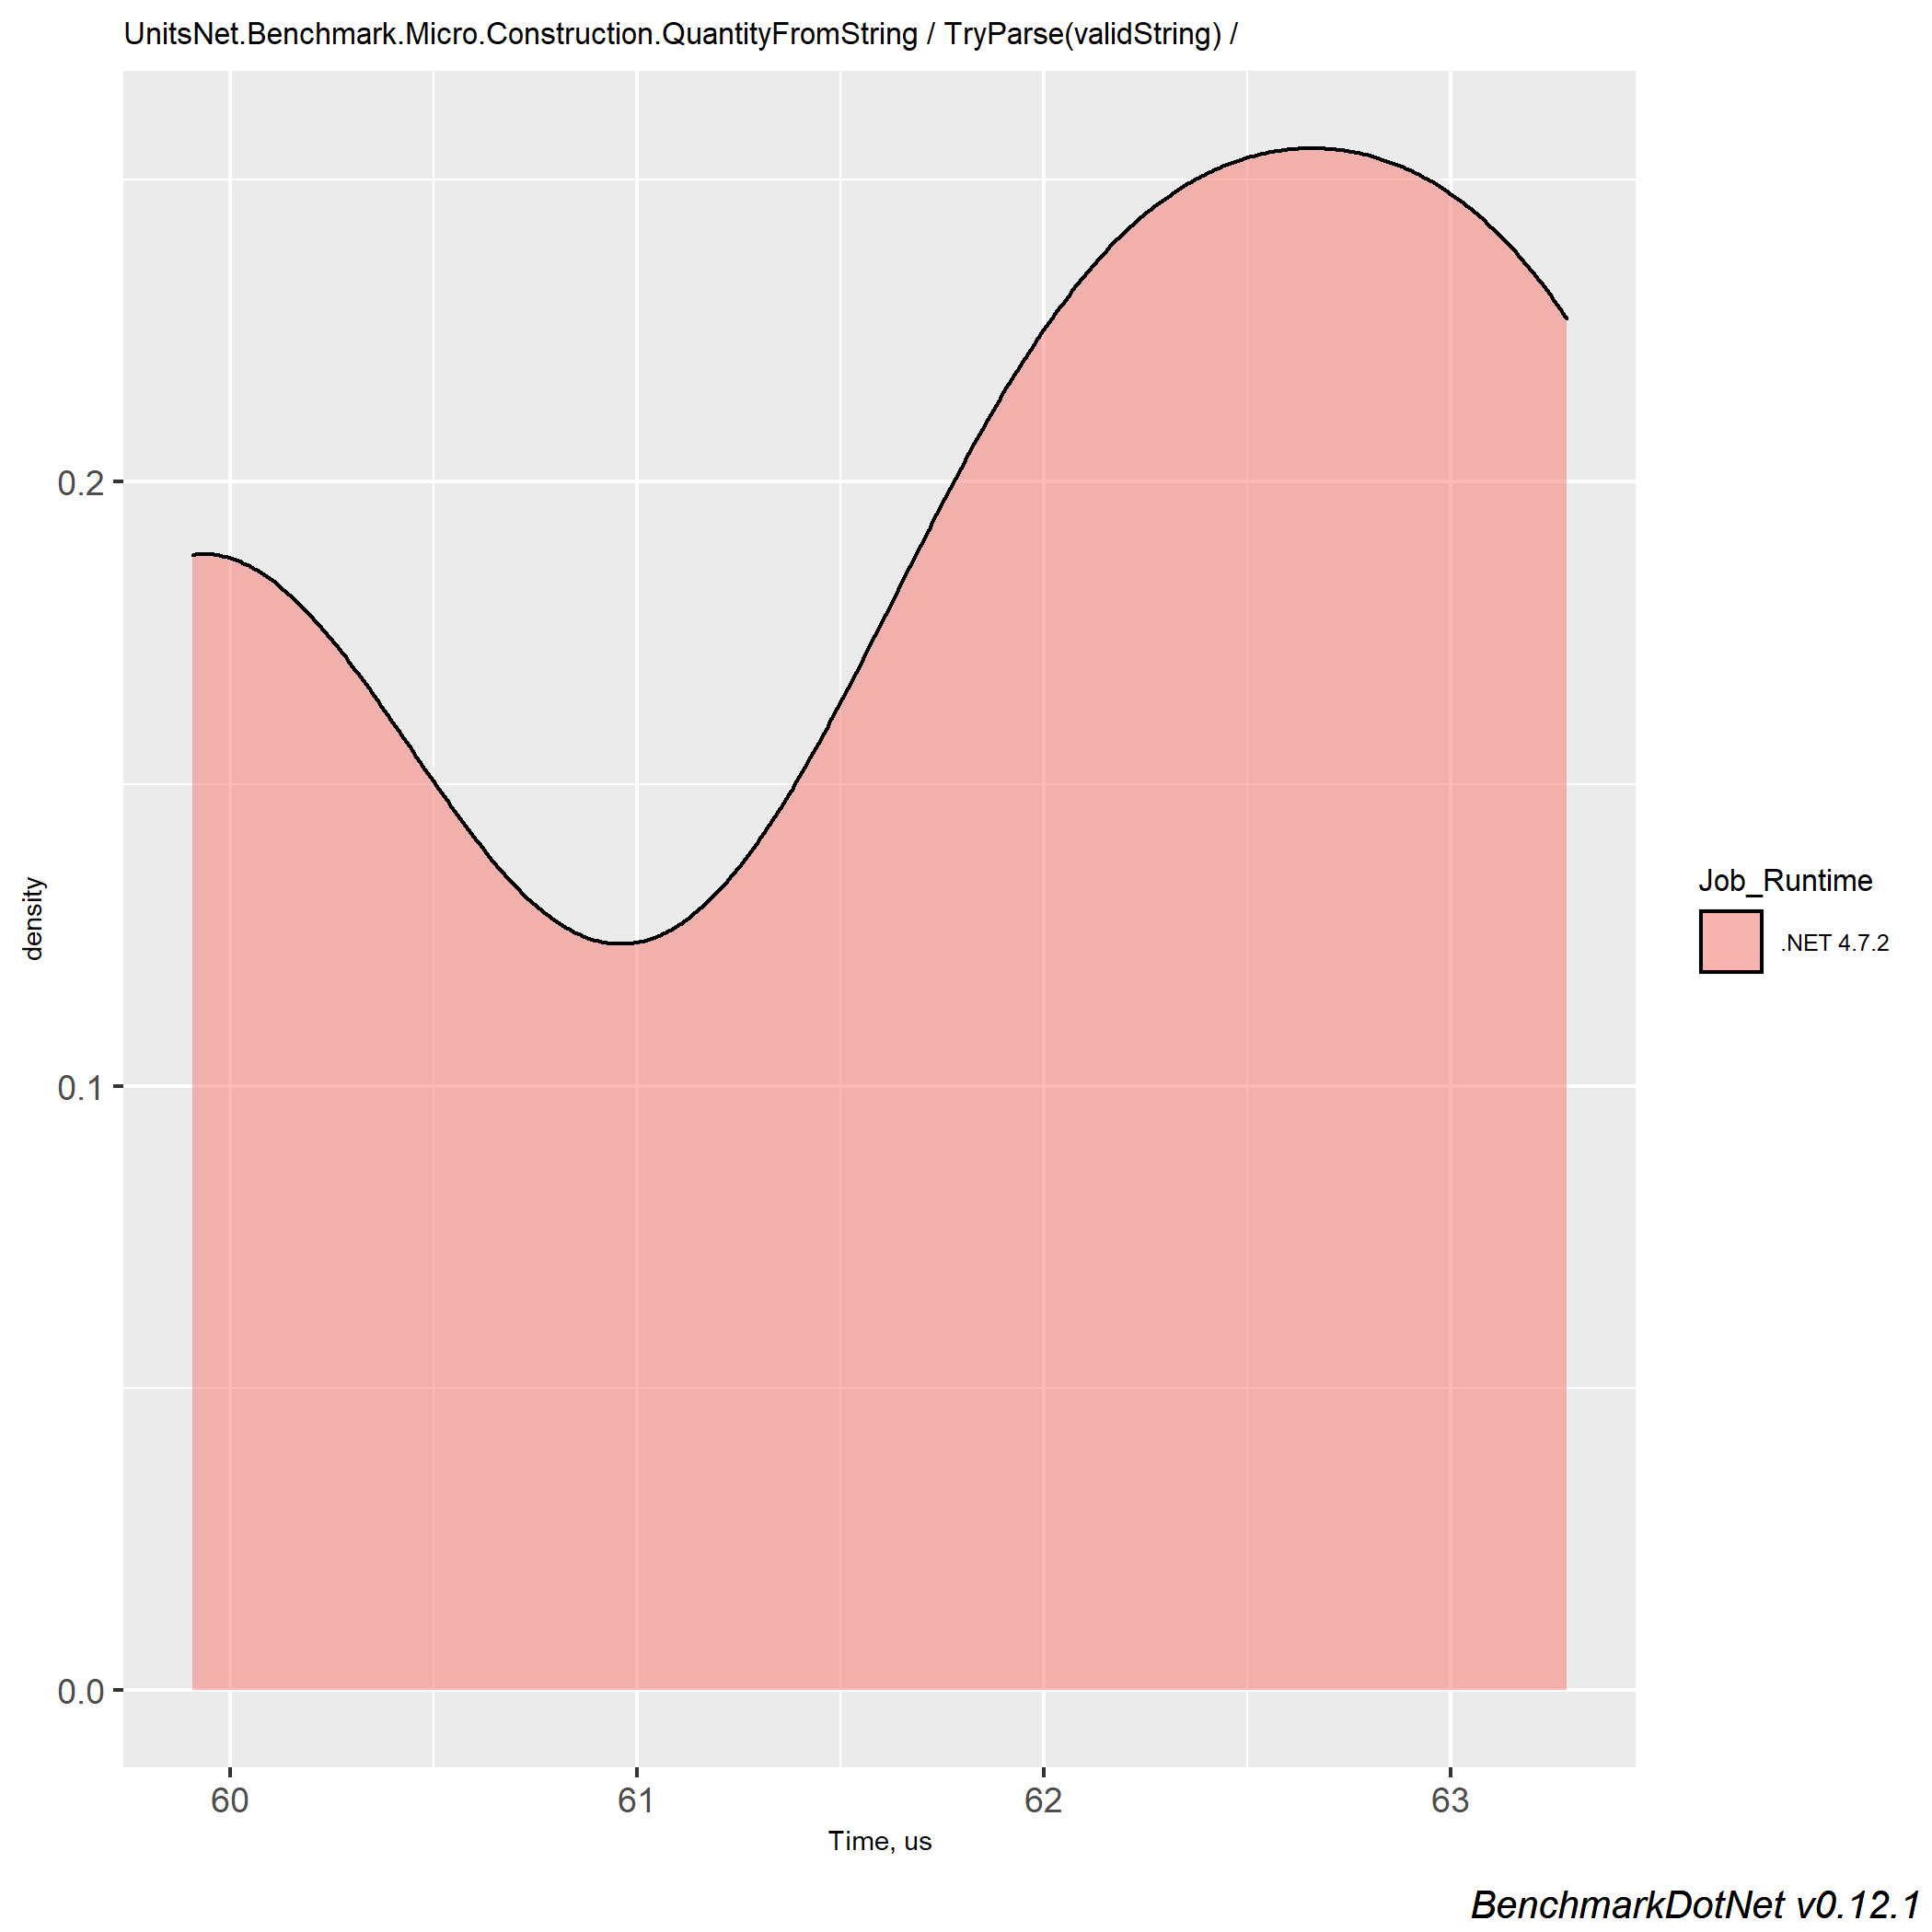 UnitsNet.Benchmark.Micro.Construction.QuantityFromString / TryParse(validString) /
density
0.2
0.1
0.0
60 61 62 63
Time, us
Job_Runtime
.NET 4.7.2
BenchmarkDotNet v0.12.1